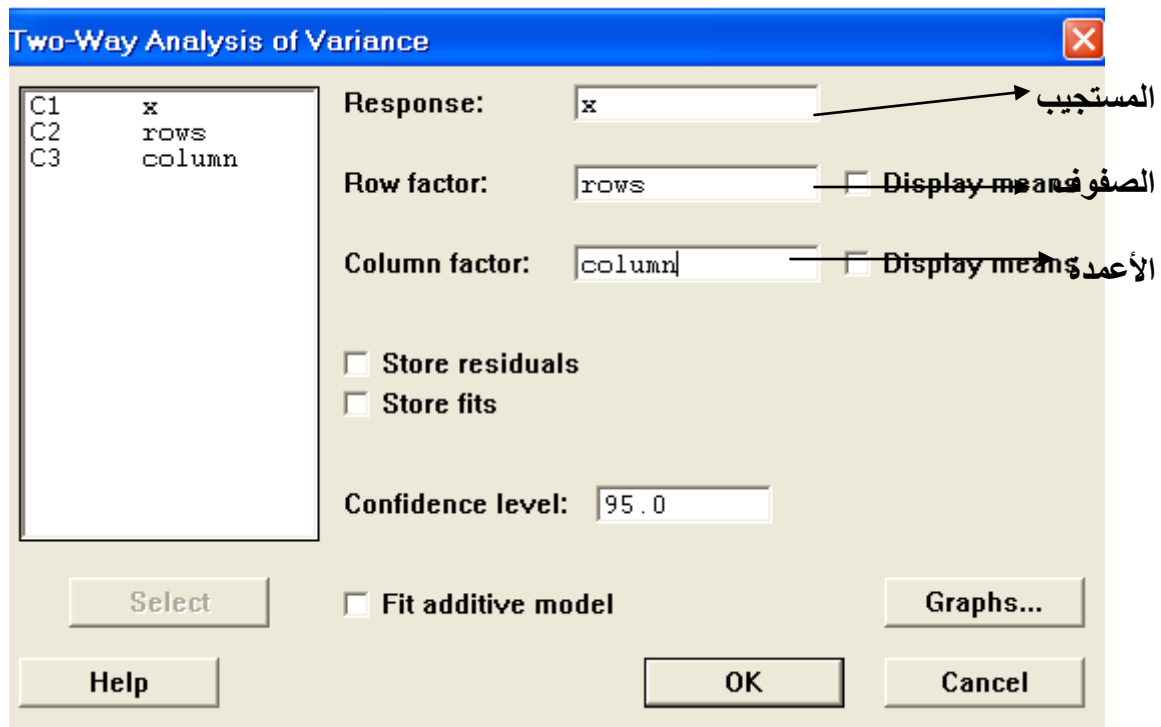 Two-Way Analysis of Variance
C1 x
C2 rows
C3 column
Response: x
المستجيب
Row factor: rows
Display means
الصفوف
Column factor: column
Display means
الأعمدة
Store residuals
Store fits
Confidence level: 95.0
Select
Fit additive model
Graphs...
Help
OK
Cancel